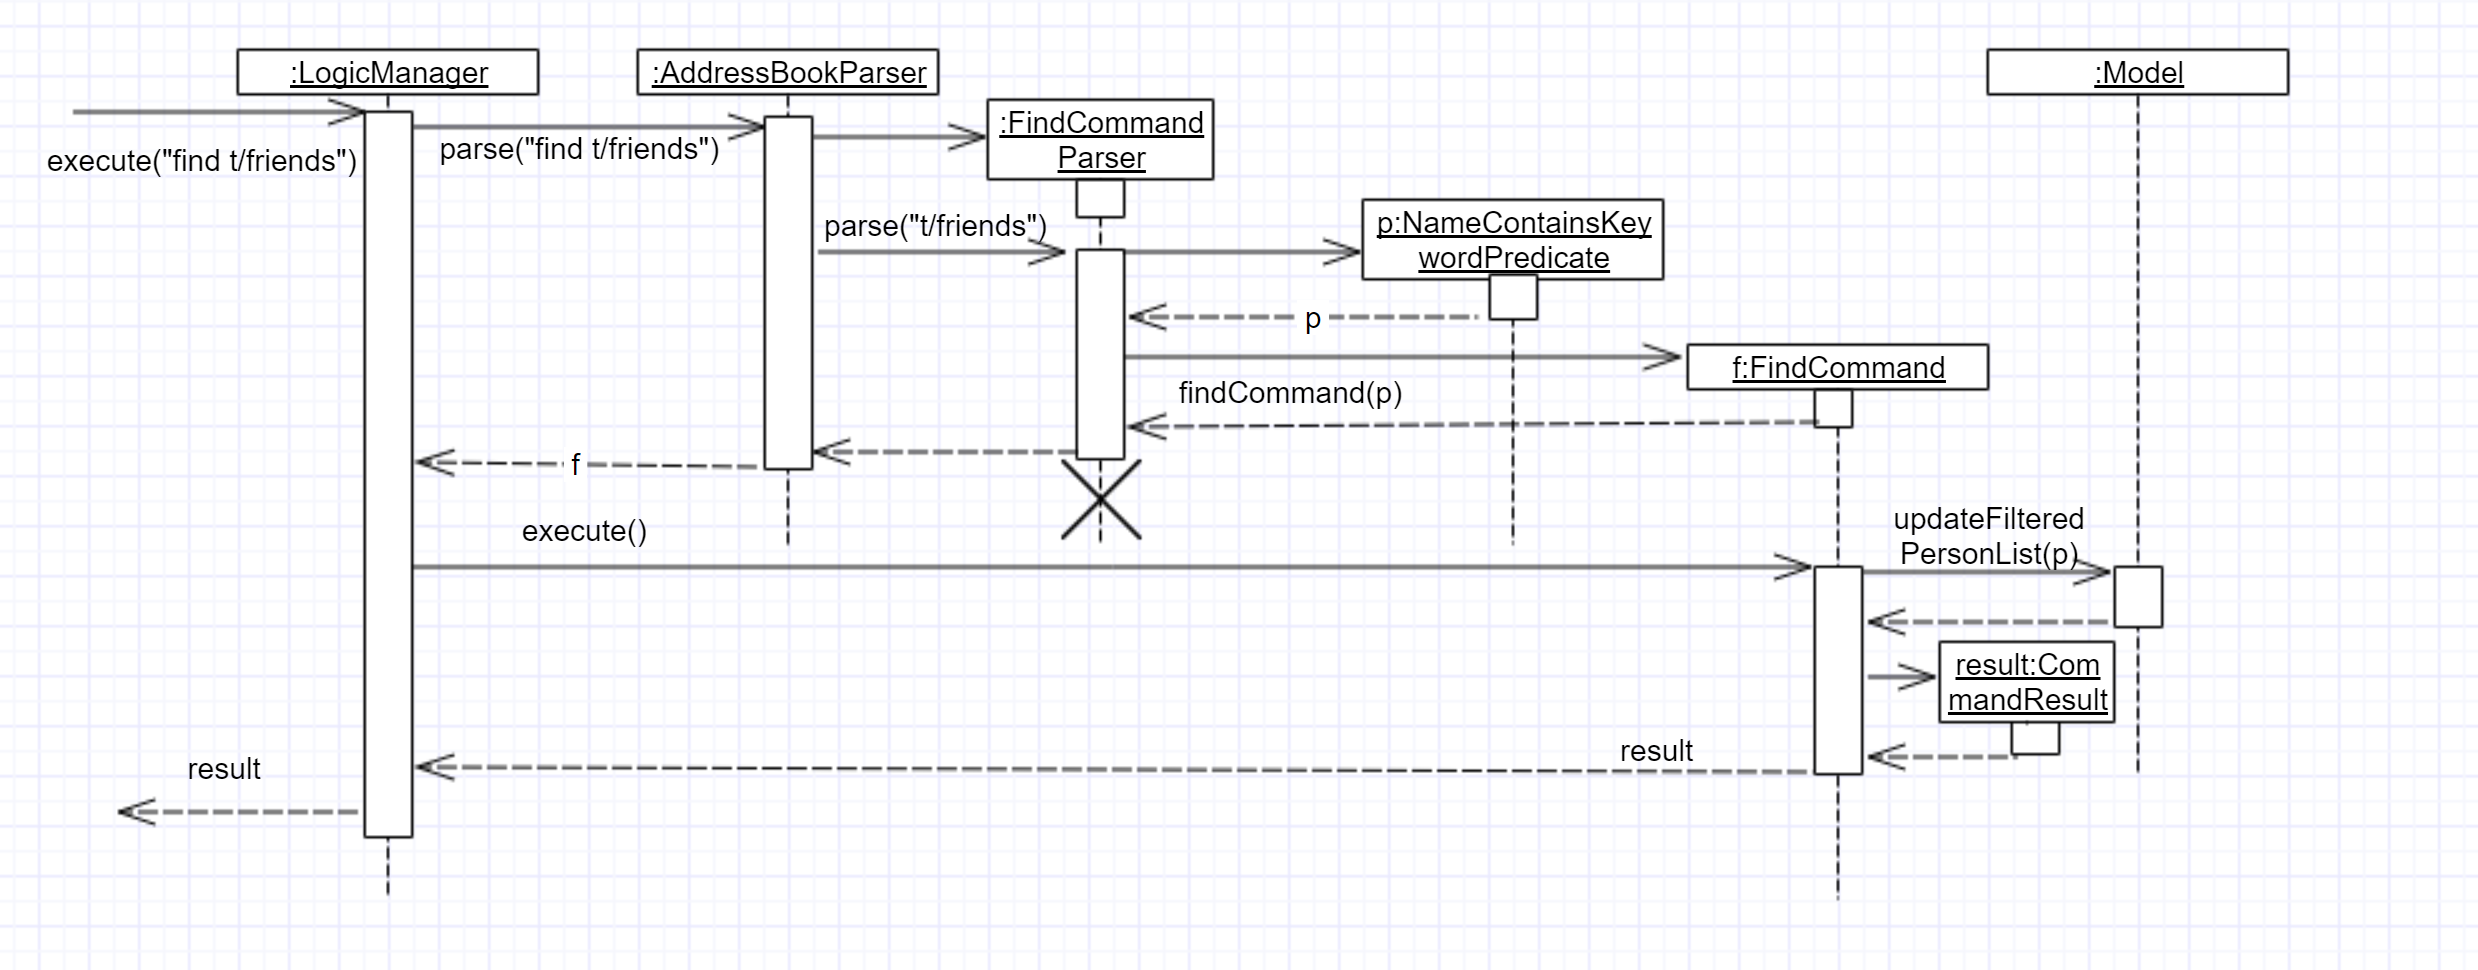 :LogicManager
:AddressBookParser
:Model
:FindCommand
Parser
execute("find t/friends")
parse("find t/friends")
parse("t/friends")
p:NameContainsKey
wordPredicate
p
f:FindCommand
findCommand(p)
f
execute()
updateFiltered
PersonList(p)
result:Com
mandResult
result
result